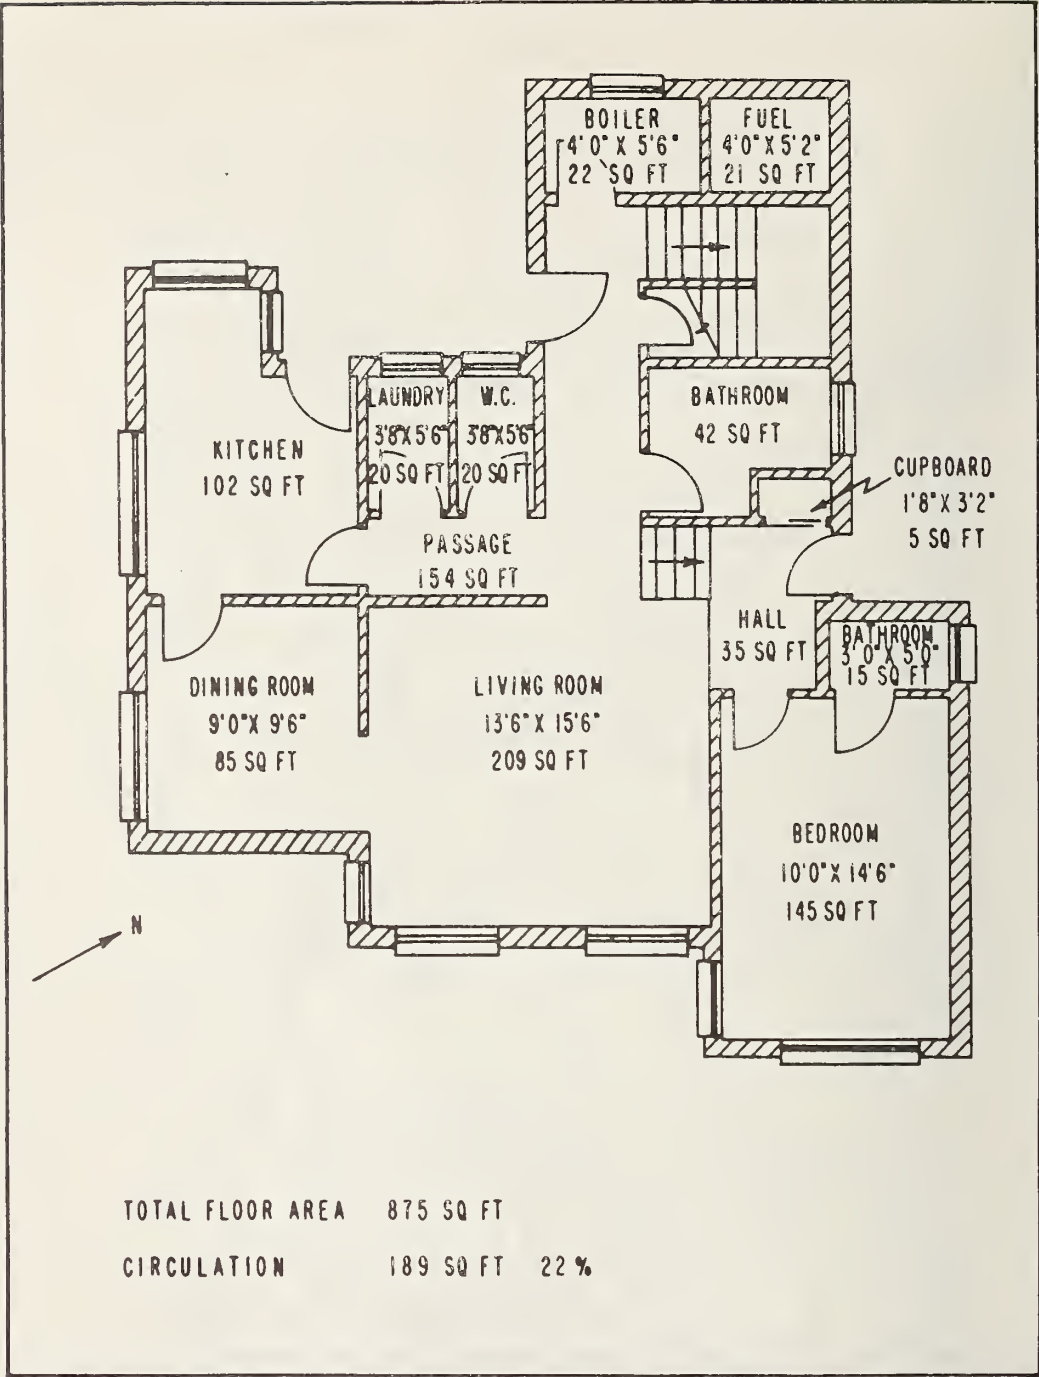 BOILER
4'0" X 5'6"
22 SQ FT
FUEL
4'0" X 5'2"
21 SQ FT
LAUNDRY
3'8" X 5'6"
20 SQ FT
W.C.
3'8" X 5'6"
20 SQ FT
BATHROOM
42 SQ FT
KITCHEN
102 SQ FT
CUPBOARD
1'8" X 3'2"
5 SQ FT
PASSAGE
154 SQ FT
HALL
35 SQ FT
BATHROOM
3'0" X 5'0"
15 SQ FT
DINING ROOM
9'0" X 9'6"
85 SQ FT
LIVING ROOM
13'6" X 15'6"
209 SQ FT
BEDROOM
10'0" X 14'6"
145 SQ FT
N
TOTAL FLOOR AREA 875 SQ FT
CIRCULATION 189 SQ FT 22 %